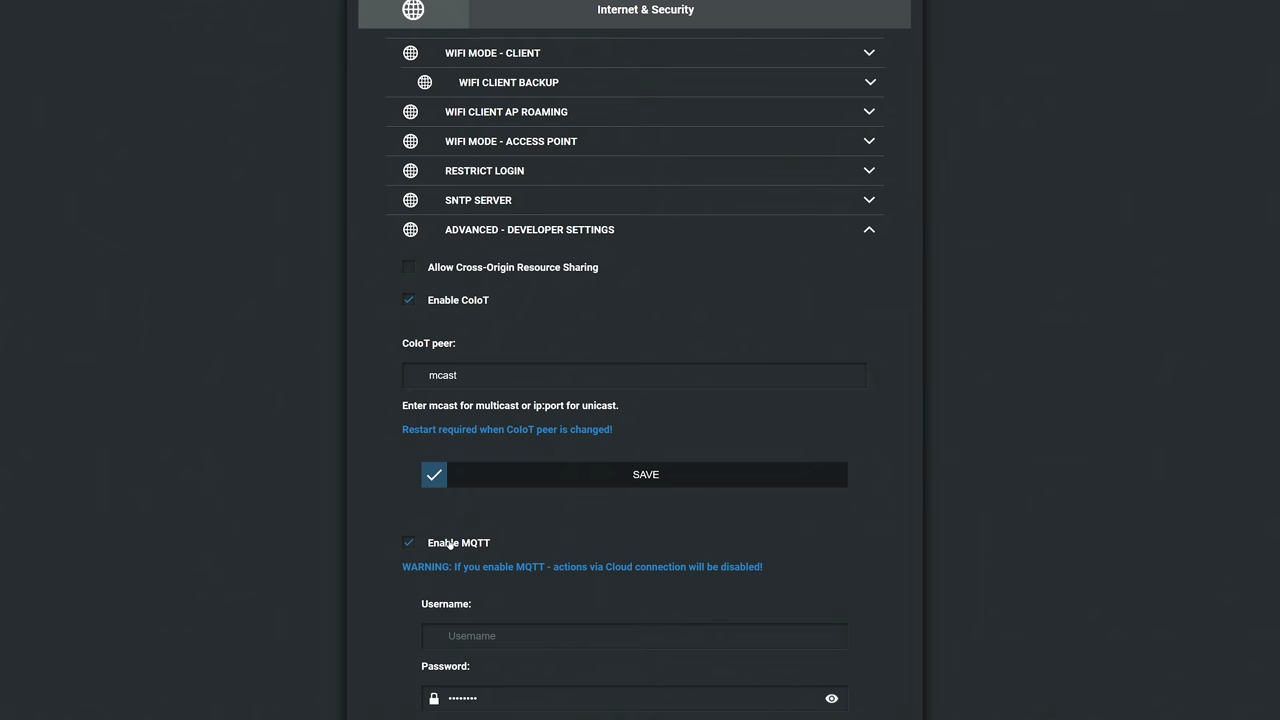 Internet & Security
WIFI MODE - CLIENT
WIFI CLIENT BACKUP
WIFI CLIENT AP ROAMING
WIFI MODE - ACCESS POINT
RESTRICT LOGIN
SNTP SERVER
ADVANCED - DEVELOPER SETTINGS
Allow Cross-Origin Resource Sharing
Enable CoIoT
CoIoT peer:
mcast
Enter mcast for multicast or ip:port for unicast.
Restart required when CoIoT peer is changed!
SAVE
Enable MQTT
WARNING: If you enable MQTT - actions via Cloud connection will be disabled!
Username:
Username
Password:
••••••••